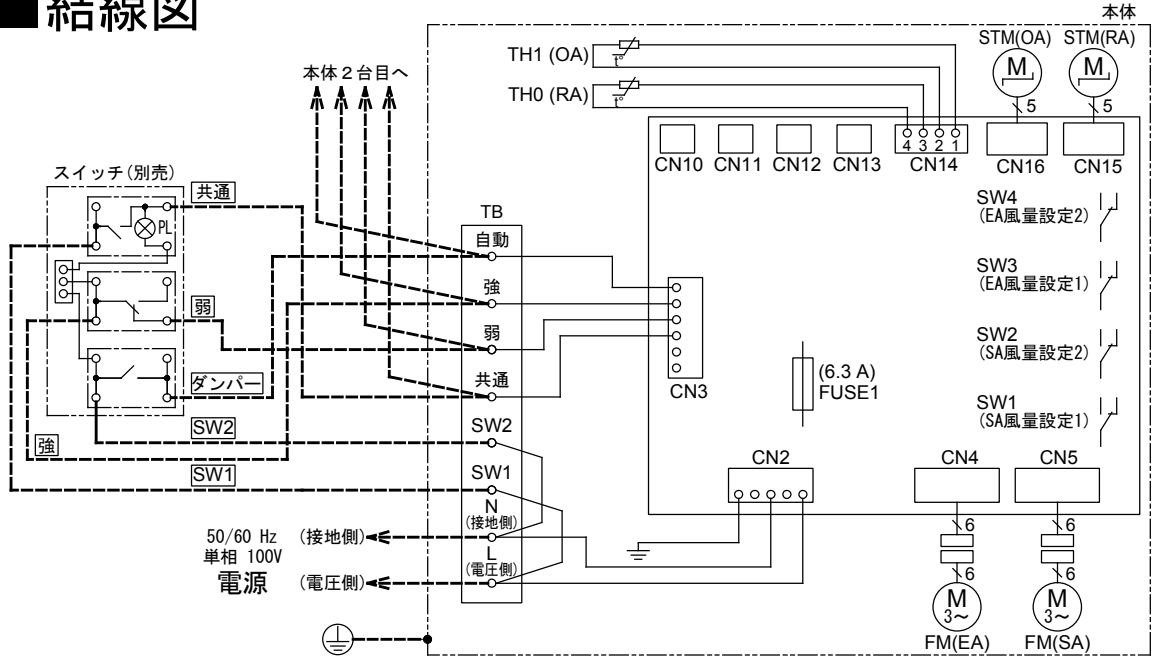 ■結線図
本体
STM(OA) STM(RA)
M M
5 5
TH1 (OA)
t°
TH0 (RA)
t°
本体2台目へ
4 3 2 1
CN10 CN11 CN12 CN13 CN14 CN16 CN15
スイッチ(別売)
共通
PL
弱
ダンパー
SW2
強
SW1
TB
自動
強
弱
共通
SW2
SW1
N
(接地側)
L
(電圧側)
CN3
(6.3 A)
FUSE1
SW4
(EA風量設定2)
SW3
(EA風量設定1)
SW2
(SA風量設定2)
SW1
(SA風量設定1)
CN2 CN4 CN5
50/60 Hz (接地側)
単相 100V
電源 (電圧側)
6 6
6 6
M M
3~ 3~
FM(EA) FM(SA)